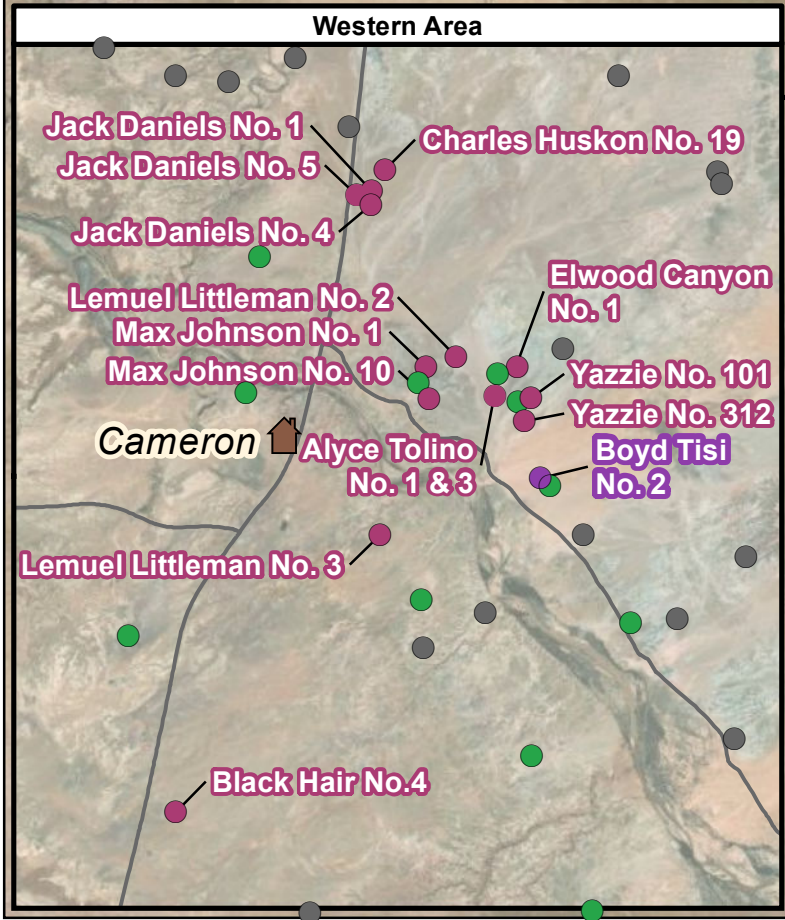 Western Area
Jack Daniels No. 1
Charles Huskon No. 19
Jack Daniels No. 5
Jack Daniels No. 4
Elwood Canyon
No. 1
Lemuel Littleman No. 2
Max Johnson No. 1
Max Johnson No. 10
Yazzie No. 101
Yazzie No. 312
Cameron
Alyce Tolino
No. 1 & 3
Boyd Tisi
No. 2
Lemuel Littleman No. 3
Black Hair No.4